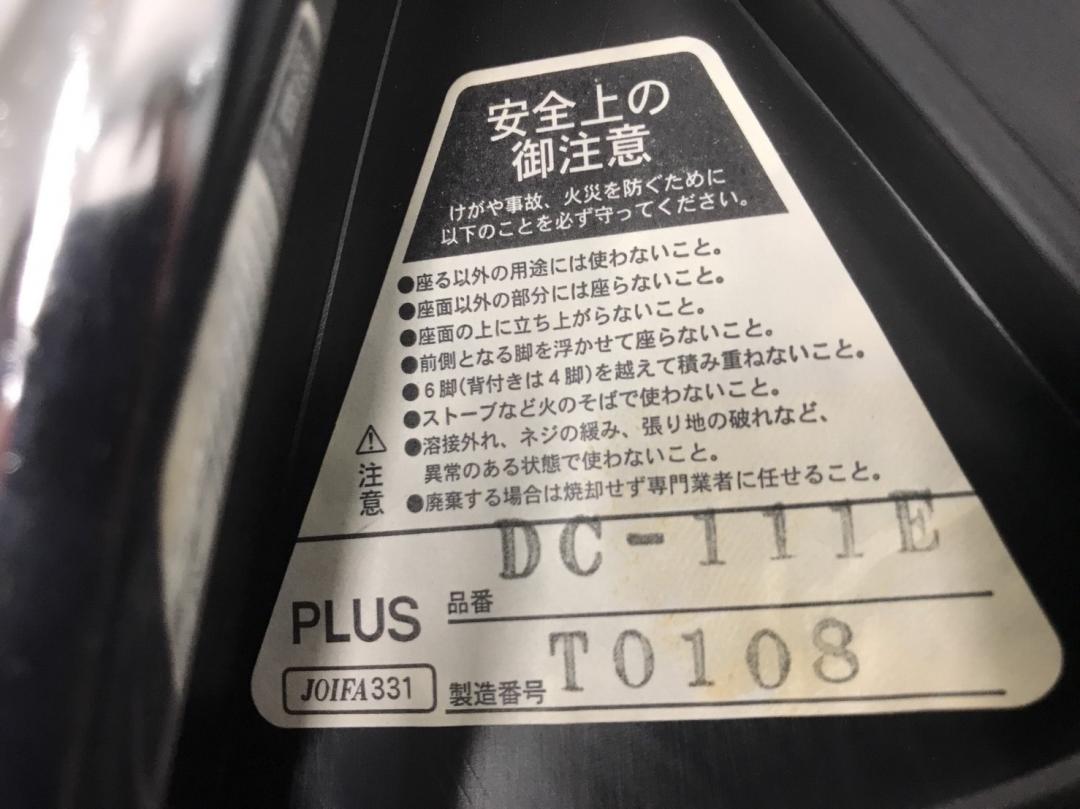 安全上の
御注意
けがや事故、火災を防ぐために
以下のことを必ず守ってください。
●座る以外の用途には使わないこと。
●座面以外の部分には座らないこと。
●座面の上に立ち上がらないこと。
●前側となる脚を浮かせて座らないこと。
●6脚(背付きは4脚)を越えて積み重ねないこと。
●ストーブなど火のそばで使わないこと。
●溶接外れ、ネジの緩み、張り地の破れなど、
異常のある状態で使わないこと。
●廃棄する場合は焼却せず専門業者に任せること。
⚠
注意
PLUS
JOIFA331
品番 DC-111E
製造番号 T0108